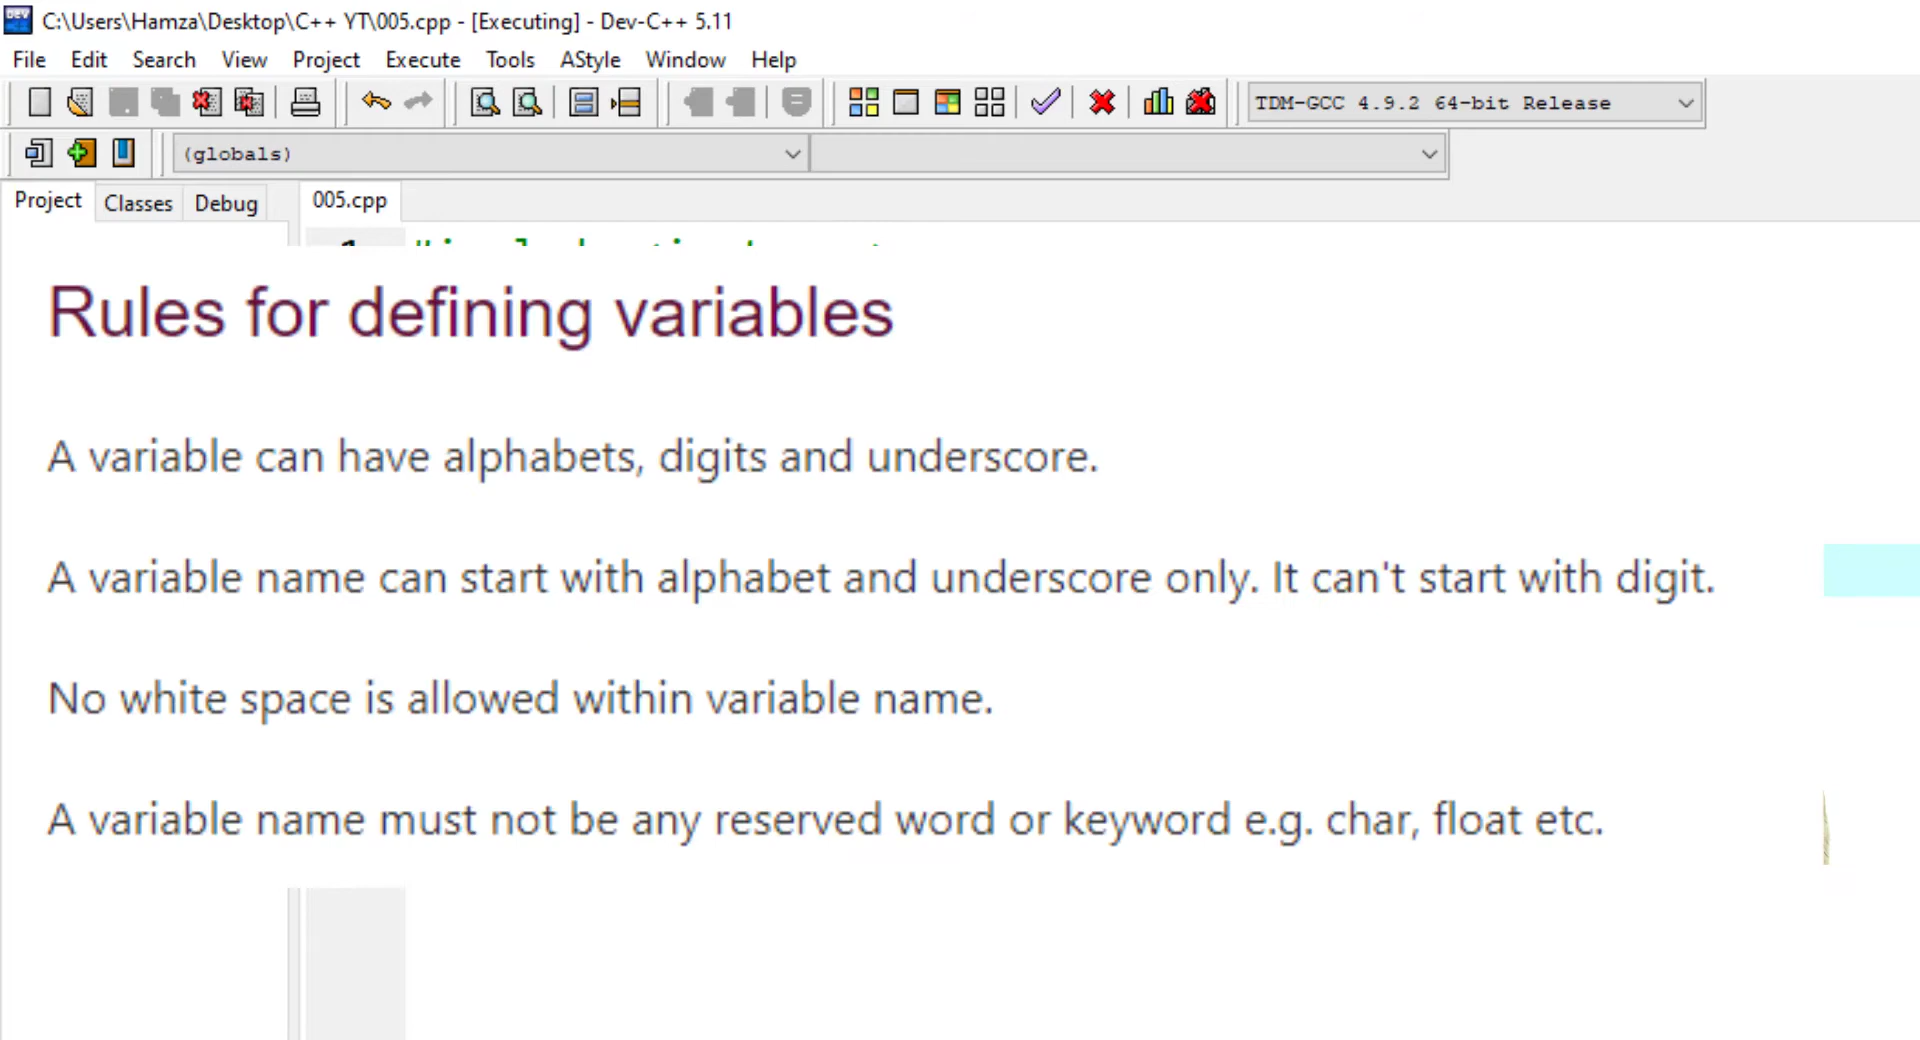 C:\Users\Hamza\Desktop\C++ YT\005.cpp - [Executing] - Dev-C++ 5.11
File Edit Search View Project Execute Tools AStyle Window Help
TDM-GCC 4.9.2 64-bit Release
(globals)
Project Classes Debug 005.cpp
Rules for defining variables
A variable can have alphabets, digits and underscore.
A variable name can start with alphabet and underscore only. It can't start with digit.
No white space is allowed within variable name.
A variable name must not be any reserved word or keyword e.g. char, float etc.